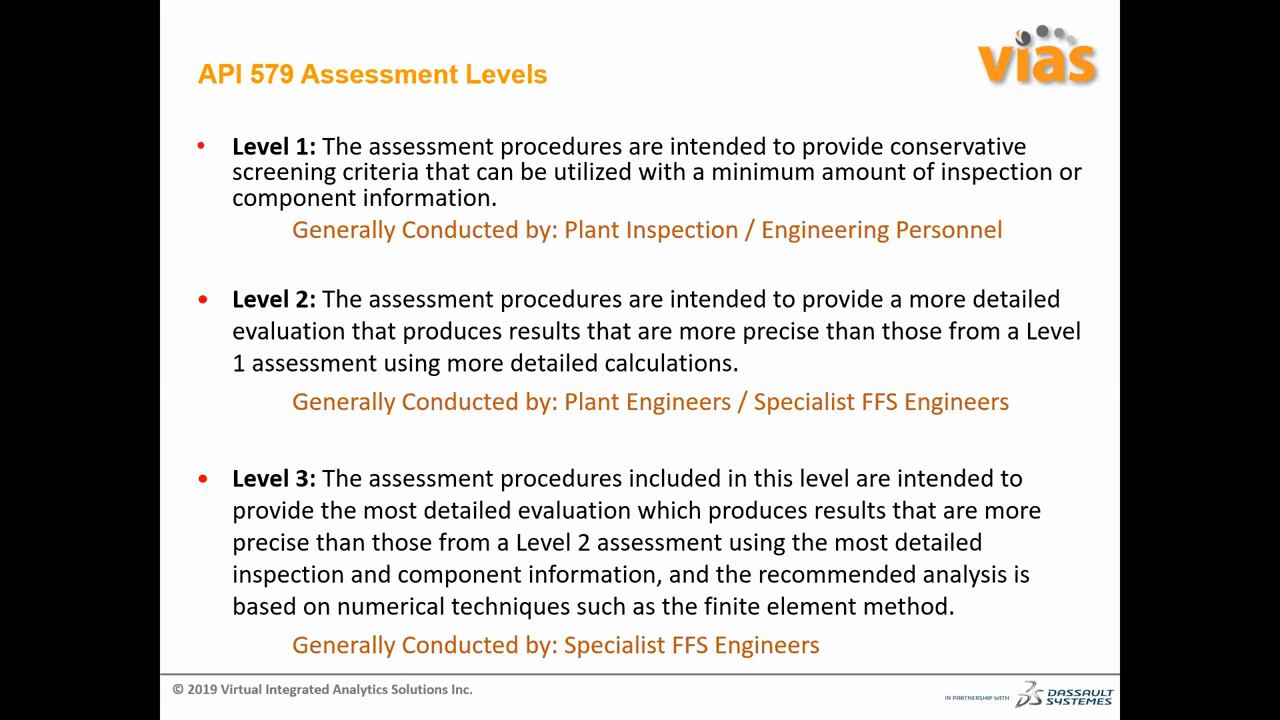 API 579 Assessment Levels
vias
• Level 1: The assessment procedures are intended to provide conservative
screening criteria that can be utilized with a minimum amount of inspection or
component information.
Generally Conducted by: Plant Inspection / Engineering Personnel
• Level 2: The assessment procedures are intended to provide a more detailed
evaluation that produces results that are more precise than those from a Level
1 assessment using more detailed calculations.
Generally Conducted by: Plant Engineers / Specialist FFS Engineers
• Level 3: The assessment procedures included in this level are intended to
provide the most detailed evaluation which produces results that are more
precise than those from a Level 2 assessment using the most detailed
inspection and component information, and the recommended analysis is
based on numerical techniques such as the finite element method.
Generally Conducted by: Specialist FFS Engineers
© 2019 Virtual Integrated Analytics Solutions Inc.
IN PARTNERSHIP WITH
DASSAULT
SYSTEMES